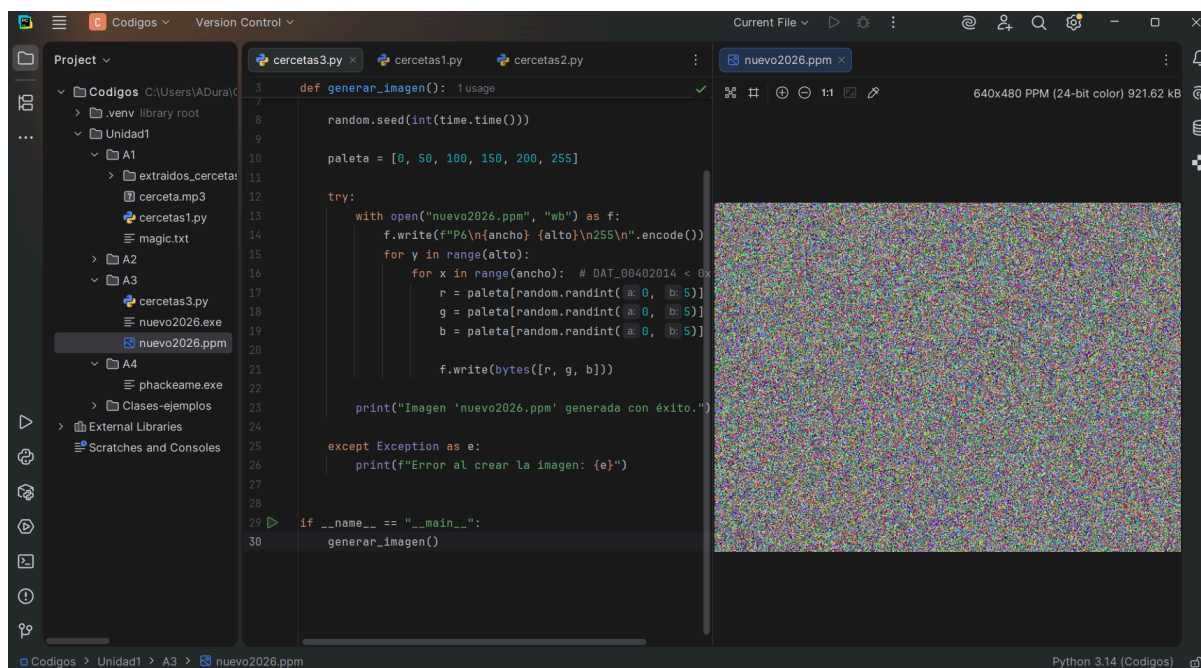 C Codigos Version Control Current File
Project
Codigos C:\Users\ADura\
.venv library root
Unidad1
A1
extraidos_cercetas
cerceta.mp3
cercetas1.py
magic.txt
A2
A3
cercetas3.py
nuevo2026.exe
nuevo2026.ppm
A4
phackeame.exe
Clases-ejemplos
External Libraries
Scratches and Consoles
cercetas3.py cercetas1.py cercetas2.py
3 def generar_imagen(): 1 usage
7
8 random.seed(int(time.time()))
9
10 paleta = [0, 50, 100, 150, 200, 255]
11
12 try:
13 with open("nuevo2026.ppm", "wb") as f:
14 f.write(f"P6\n{ancho} {alto}\n255\n".encode())
15 for y in range(alto):
16 for x in range(ancho): # DAT_00402014 < 0x
17 r = paleta[random.randint( a: 0, b: 5)]
18 g = paleta[random.randint( a: 0, b: 5)]
19 b = paleta[random.randint( a: 0, b: 5)]
20
21 f.write(bytes([r, g, b]))
22
23 print("Imagen 'nuevo2026.ppm' generada con éxito.")
24
25 except Exception as e:
26 print(f"Error al crear la imagen: {e}")
27
28
29 if __name__ == "__main__":
30 generar_imagen()
nuevo2026.ppm
1:1 640x480 PPM (24-bit color) 921.62 kB
Codigos > Unidad1 > A3 > nuevo2026.ppm Python 3.14 (Codigos)